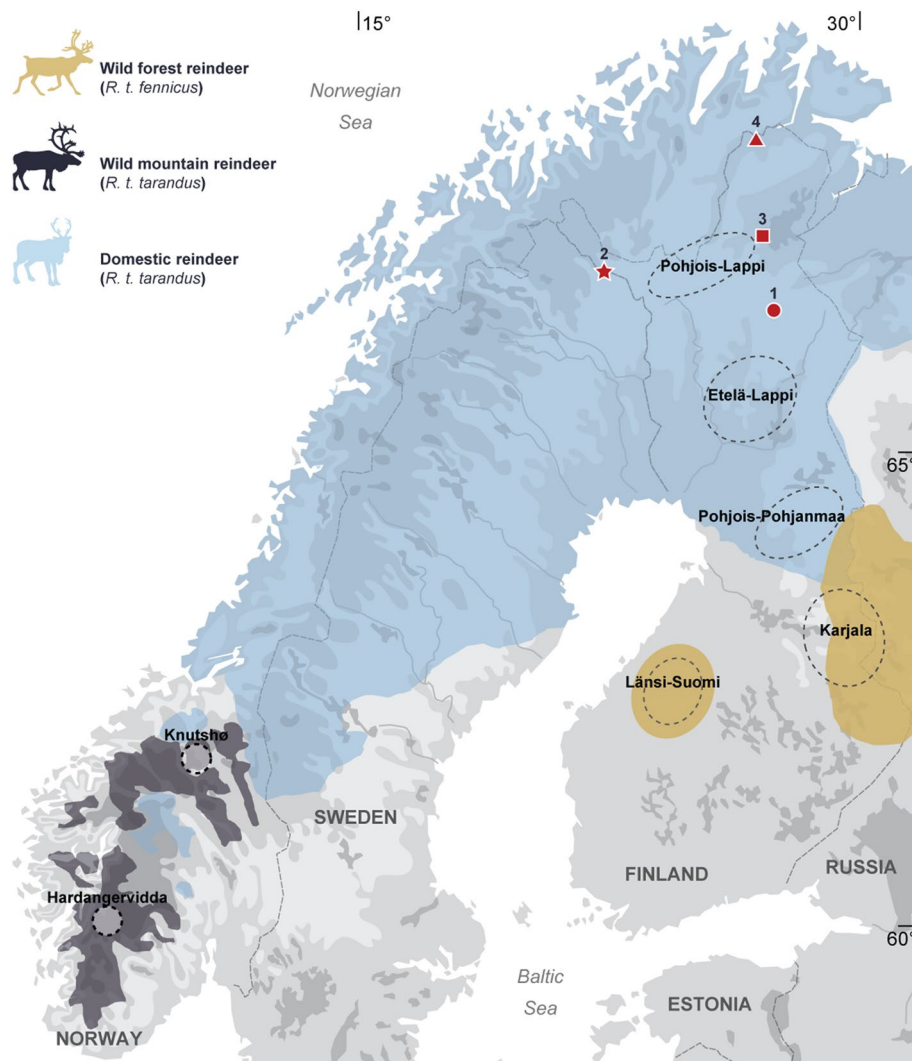 15°
30°
Wild forest reindeer
(R. t. fennicus)
Norwegian
Sea
4
Wild mountain reindeer
(R. t. tarandus)
3
2
Pohjois-Lappi
Domestic reindeer
(R. t. tarandus)
1
Etelä-Lappi
65°
Pohjois-Pohjanmaa
Karjala
Länsi-Suomi
Knutshø
SWEDEN
FINLAND
RUSSIA
Hardangervidda
60°
Baltic
Sea
ESTONIA
NORWAY